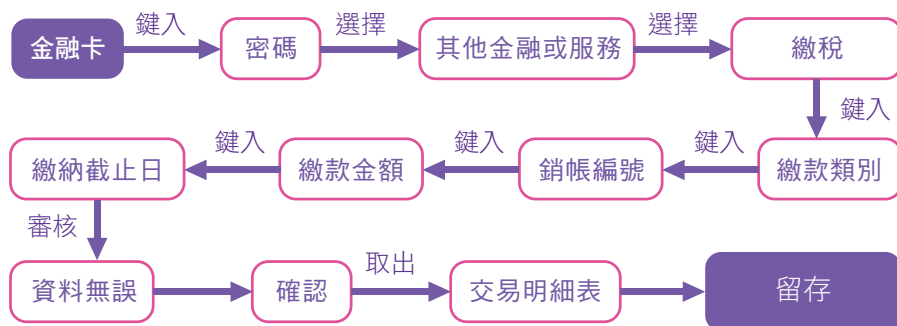 金融卡 鍵入 密碼 選擇 其他金融或服務 選擇 繳稅
鍵入
繳款類別 鍵入 銷帳編號 鍵入 繳款金額 鍵入 繳納截止日
審核
資料無誤 確認 取出 交易明細表 留存